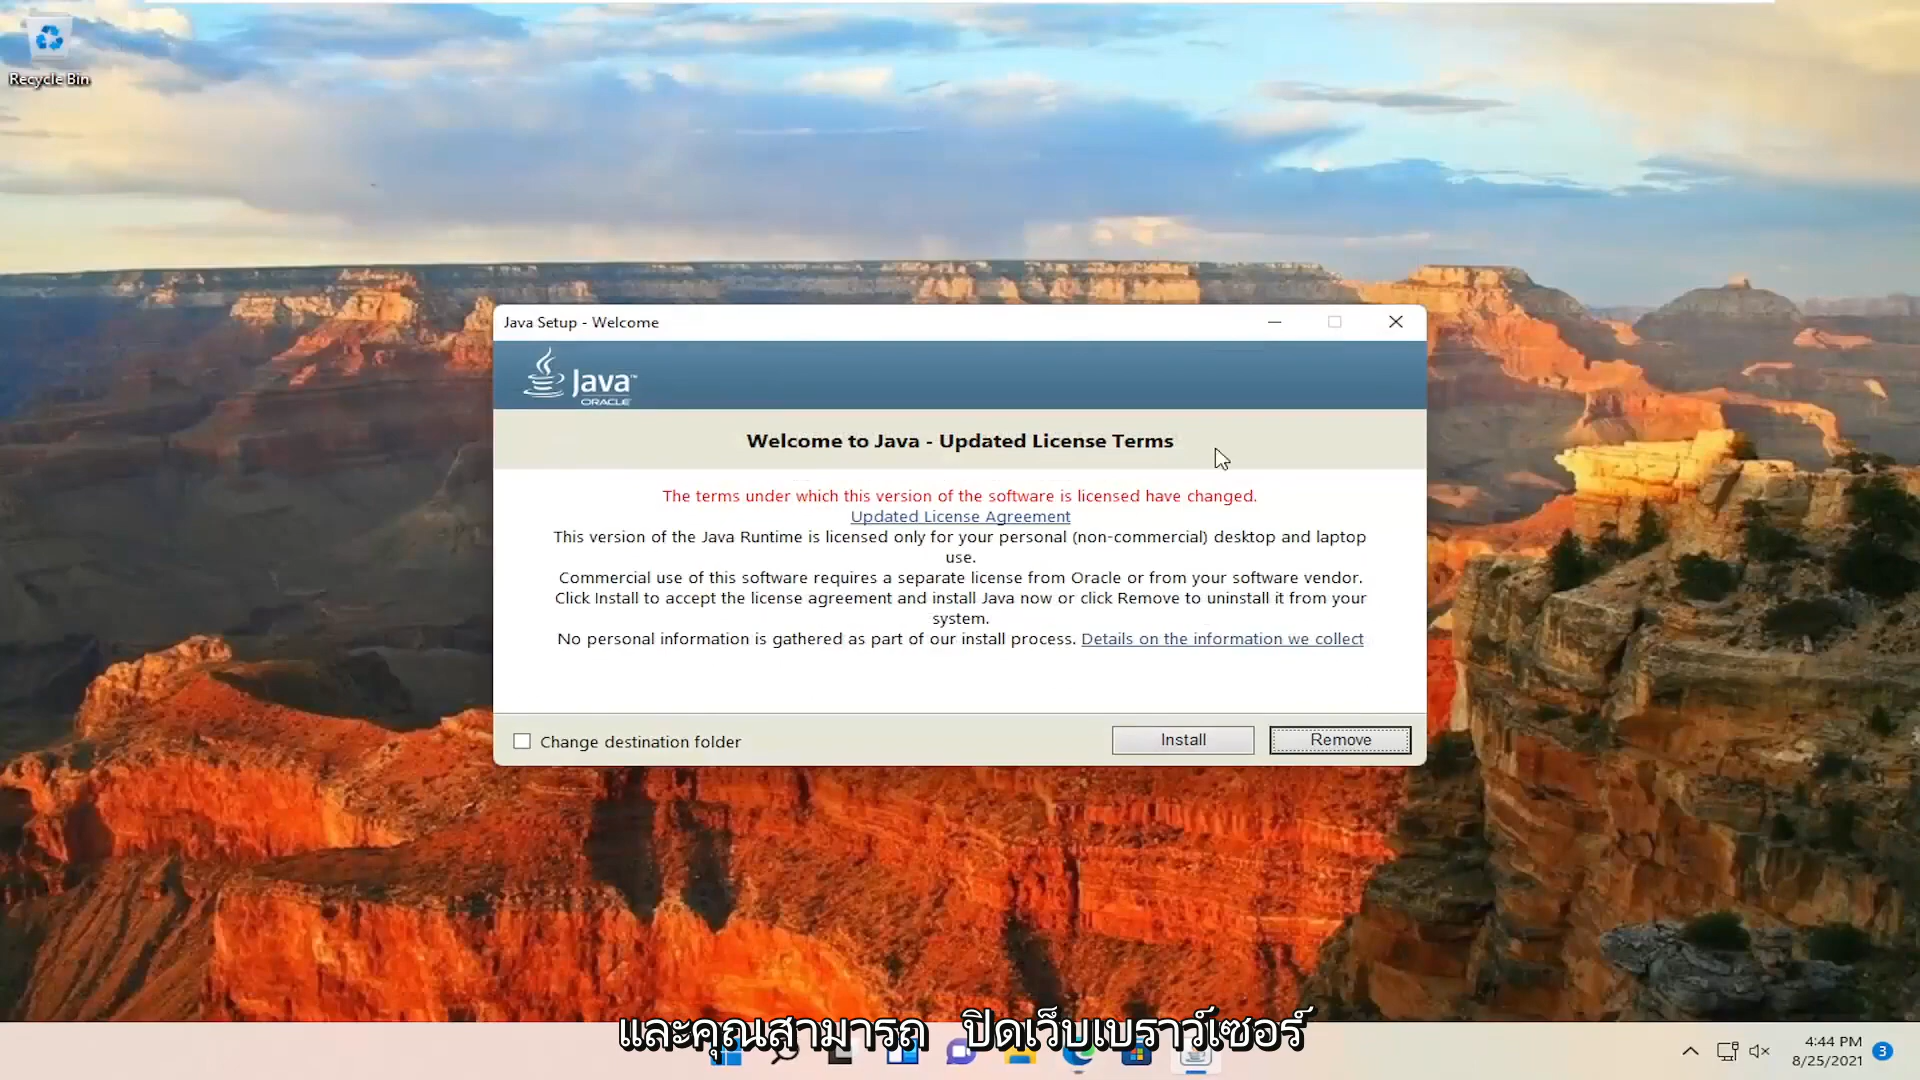 Recycle Bin
Java Setup - Welcome
Java™
ORACLE
Welcome to Java - Updated License Terms
The terms under which this version of the software is licensed have changed.
Updated License Agreement
This version of the Java Runtime is licensed only for your personal (non-commercial) desktop and laptop
use.
Commercial use of this software requires a separate license from Oracle or from your software vendor.
Click Install to accept the license agreement and install Java now or click Remove to uninstall it from your
system.
No personal information is gathered as part of our install process. Details on the information we collect
Change destination folder
Install
Remove
และคุณสามารถ ปิดเว็บเบราว์เซอร์
4:44 PM
8/25/2021
3